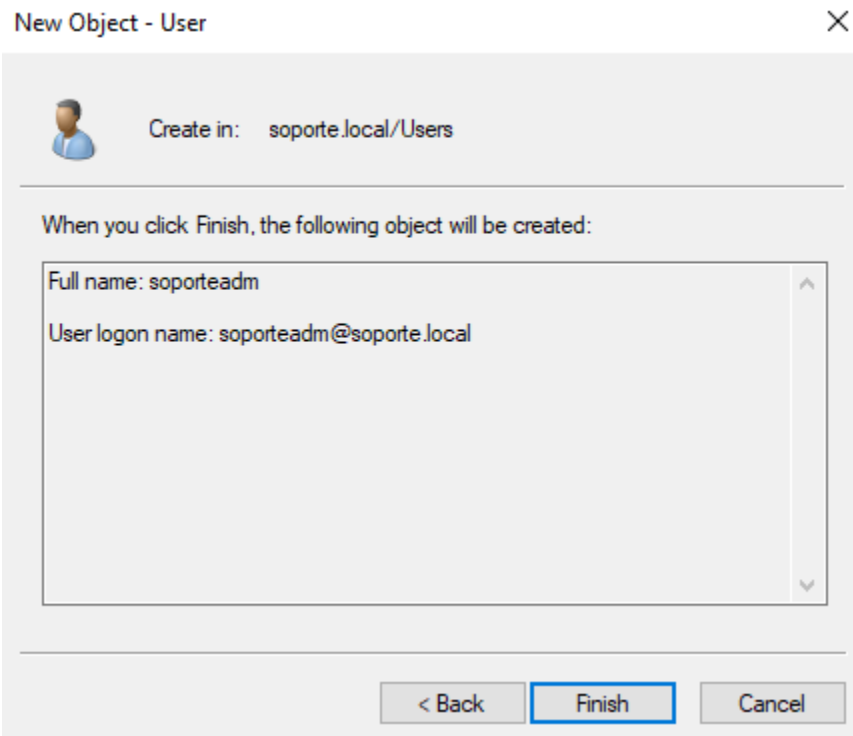 New Object - User
Create in: soporte.local/Users
When you click Finish, the following object will be created:
Full name: soporteadm
User logon name: soporteadm@soporte.local
< Back
Finish
Cancel